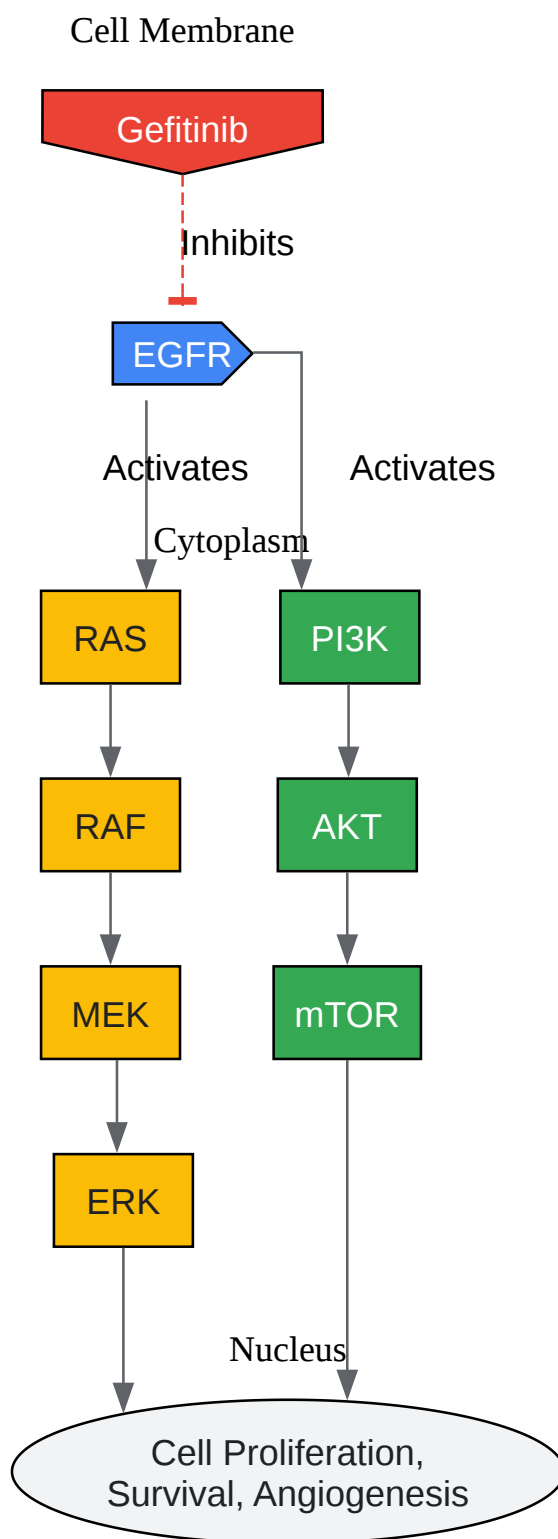 Cell Membrane
Gefitinib
Inhibits
EGFR
Activates
Activates
Cytoplasm
RAS
PI3K
RAF
AKT
MEK
mTOR
ERK
Nucleus
Cell Proliferation,
Survival, Angiogenesis